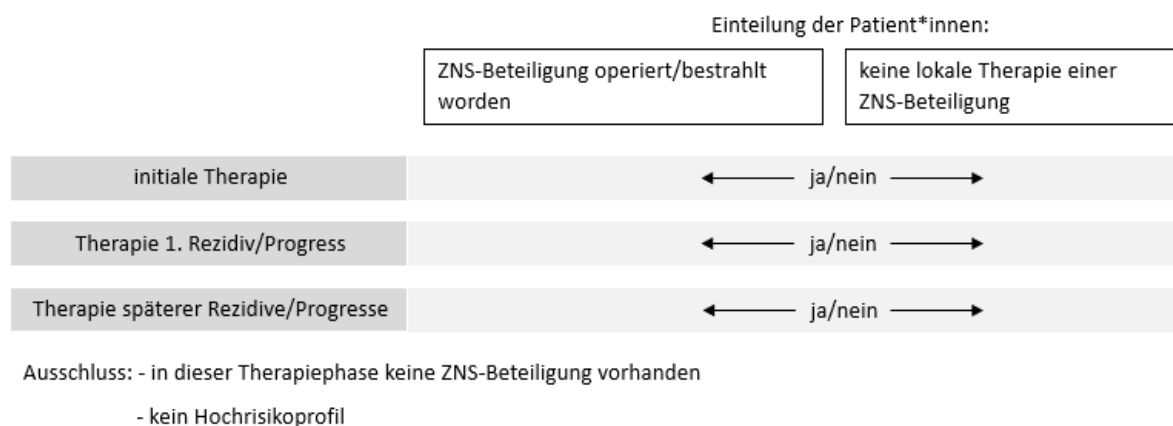 Einteilung der Patient*innen:
ZNS-Beteiligung operiert/bestrahlt
worden
keine lokale Therapie einer
ZNS-Beteiligung
initiale Therapie
ja/nein
Therapie 1. Rezidiv/Progress
ja/nein
Therapie späterer Rezidive/Progresse
ja/nein
Ausschluss: - in dieser Therapiephase keine ZNS-Beteiligung vorhanden
- kein Hochrisikoprofil